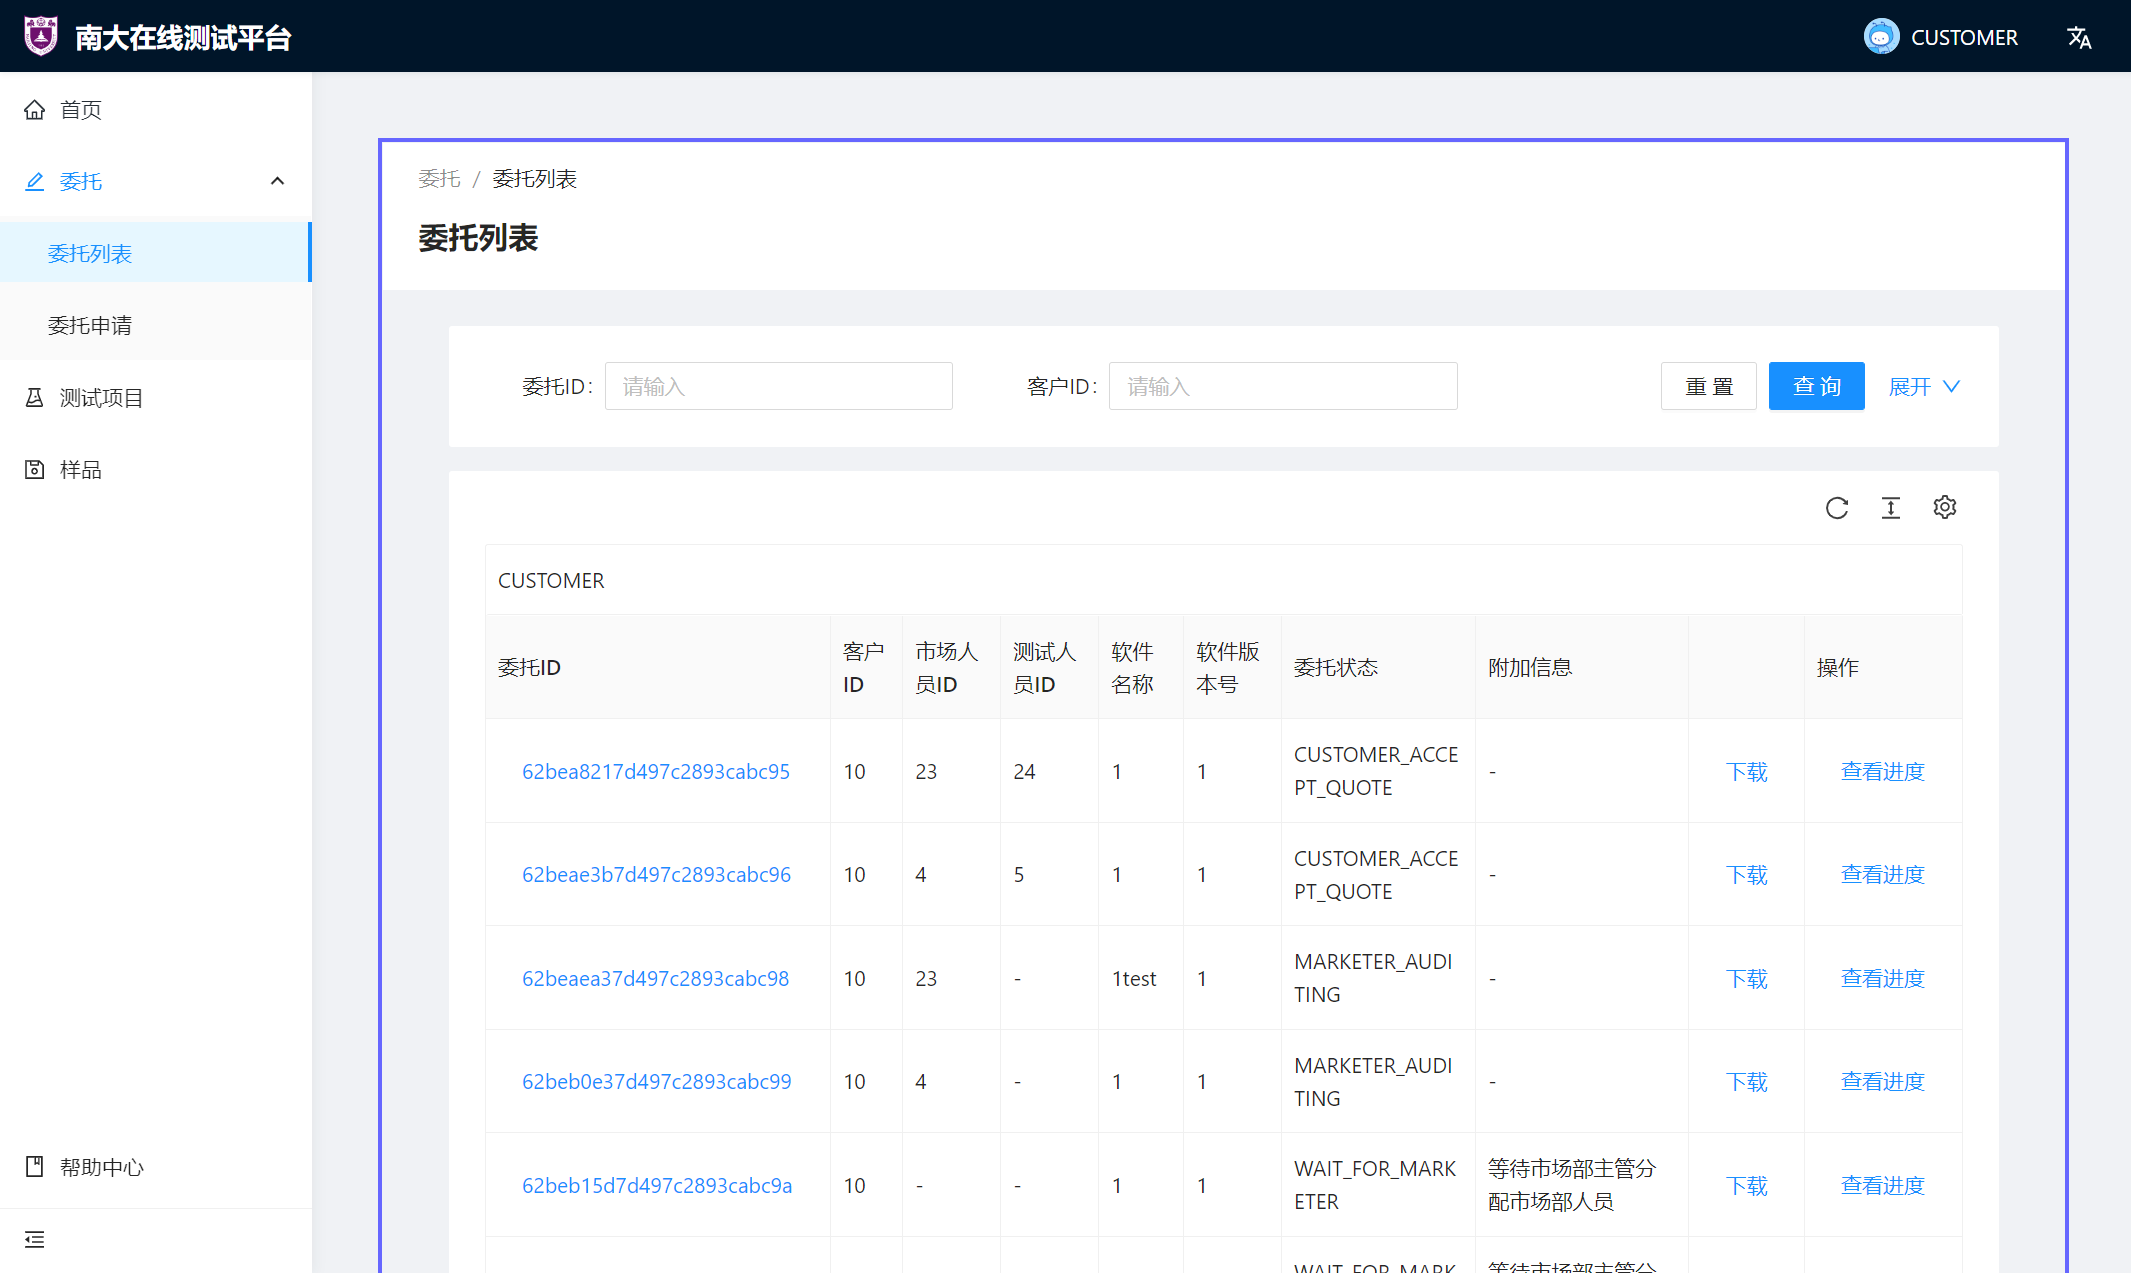 南大在线测试平台
CUSTOMER
首页
委托
委托列表
委托申请
测试项目
样品
帮助中心
委托 / 委托列表
委托列表
委托ID: 请输入 客户ID: 请输入 重 置 查 询 展开
CUSTOMER
委托ID 客户ID 市场人员ID 测试人员ID 软件名称 软件版本号 委托状态 附加信息 操作
62bea8217d497c2893cabc95 10 23 24 1 1 CUSTOMER_ACCEPT_QUOTE - 下载 查看进度
62beae3b7d497c2893cabc96 10 4 5 1 1 CUSTOMER_ACCEPT_QUOTE - 下载 查看进度
62beaea37d497c2893cabc98 10 23 - 1test 1 MARKETER_AUDITING - 下载 查看进度
62beb0e37d497c2893cabc99 10 4 - 1 1 MARKETER_AUDITING - 下载 查看进度
62beb15d7d497c2893cabc9a 10 - - 1 1 WAIT_FOR_MARKETER 等待市场部主管分配市场部人员 下载 查看进度
WAIT_FOR_MARK 等待市场部主管分